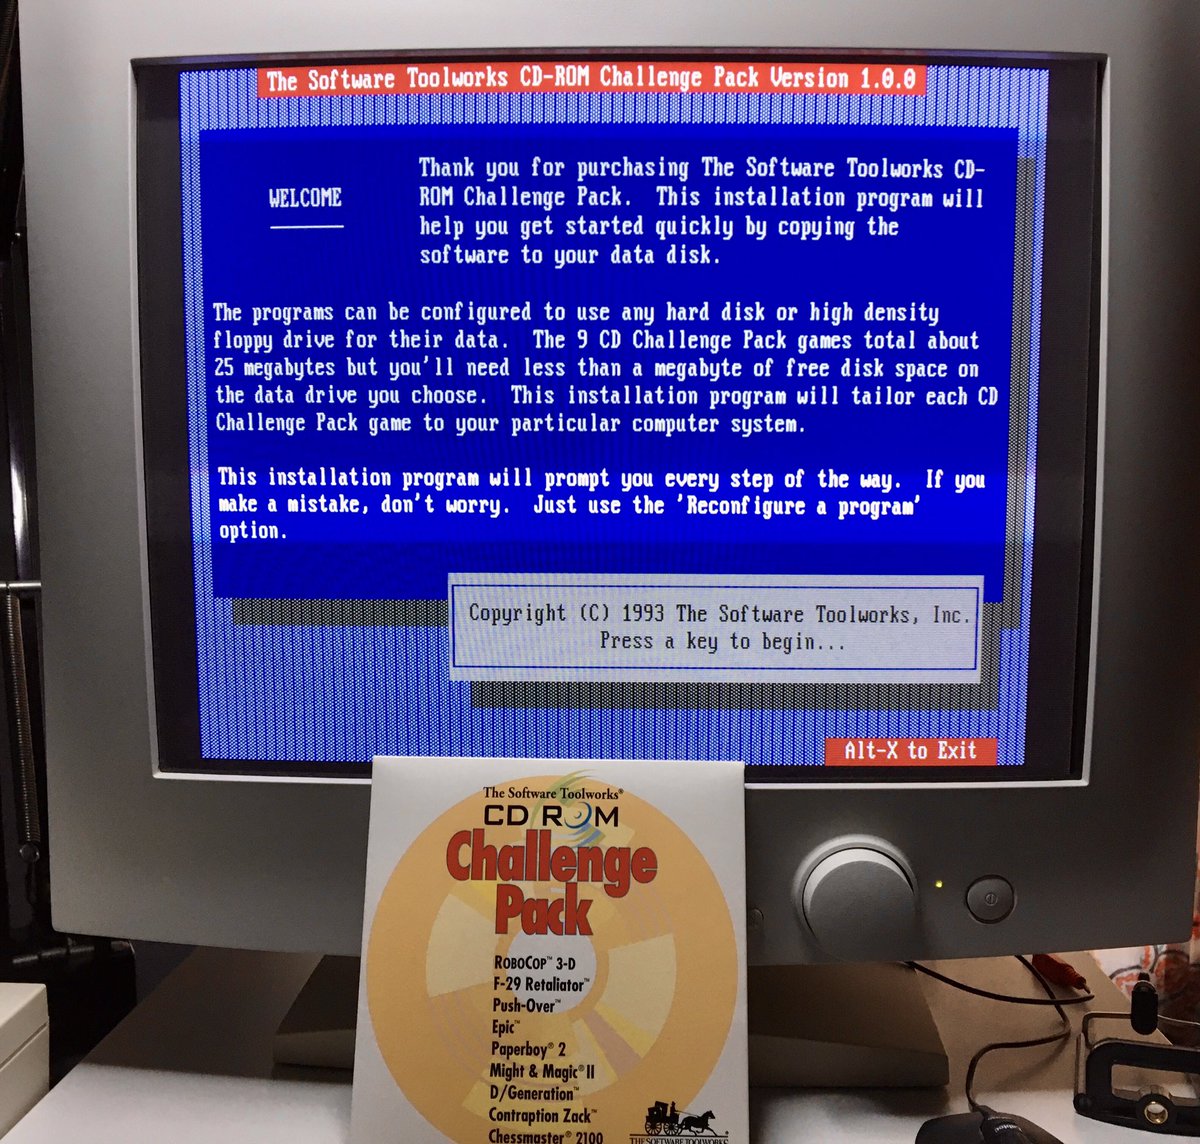 The Software Toolworks CD-ROM Challenge Pack Version 1.0.0
WELCOME
Thank you for purchasing The Software Toolworks CD-
ROM Challenge Pack.  This installation program will
help you get started quickly by copying the
software to your data disk.
The programs can be configured to use any hard disk or high density
floppy drive for their data.  The 9 CD Challenge Pack games total about
25 megabytes but you'll need less than a megabyte of free disk space on
the data drive you choose.  This installation program will tailor each CD
Challenge Pack game to your particular computer system.
This installation program will prompt you every step of the way.  If you
make a mistake, don't worry.  Just use the 'Reconfigure a program'
option.
Copyright (C) 1993 The Software Toolworks, Inc.
Press a key to begin...
Alt-X to Exit
The Software Toolworks®
CD ROM
Challenge
Pack
ROBOCOP™ 3-D
F-29 Retaliator™
Push-Over™
Epic™
Paperboy® 2
Might & Magic® II
D/Generation™
Contraption Zack™
Chessmaster® 2100
THE SOFTWARE TOOLWORKS